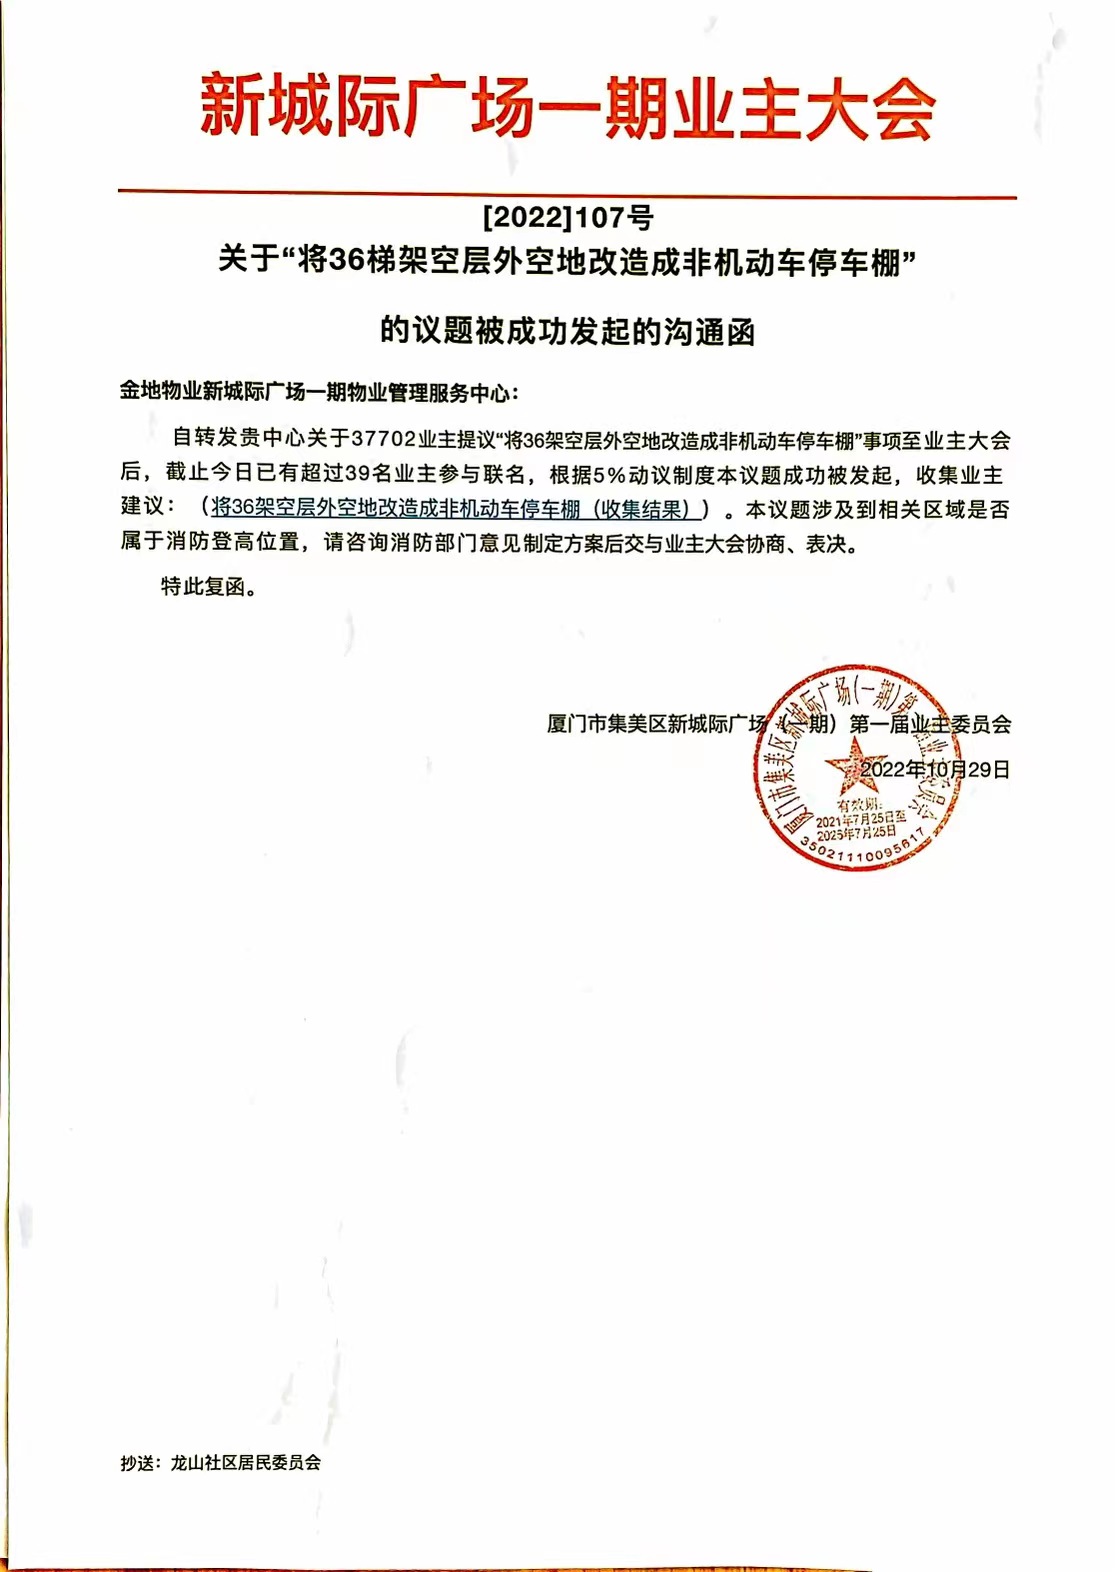 新城际广场一期业主大会
[2022]107号
关于“将36梯架空层外空地改造成非机动车停车棚”
的议题被成功发起的沟通函
金地物业新城际广场一期物业管理服务中心：
自转发贵中心关于37702业主提议“将36架空层外空地改造成非机动车停车棚”事项至业主大会
后，截止今日已有超过39名业主参与联名，根据5%动议制度本议题成功被发起，收集业主
建议：（将36架空层外空地改造成非机动车停车棚（收集结果））。本议题涉及到相关区域是否
属于消防登高位置，请咨询消防部门意见制定方案后交与业主大会协商、表决。
特此复函。
厦门市集美区新城际广场（一期）第一届业主委员会
2022年10月29日
厦门市集美区新城际广场(一期)第一届业主委员会
有效期：
2021年7月25日至
2026年7月25日
35021110095617
抄送：龙山社区居民委员会